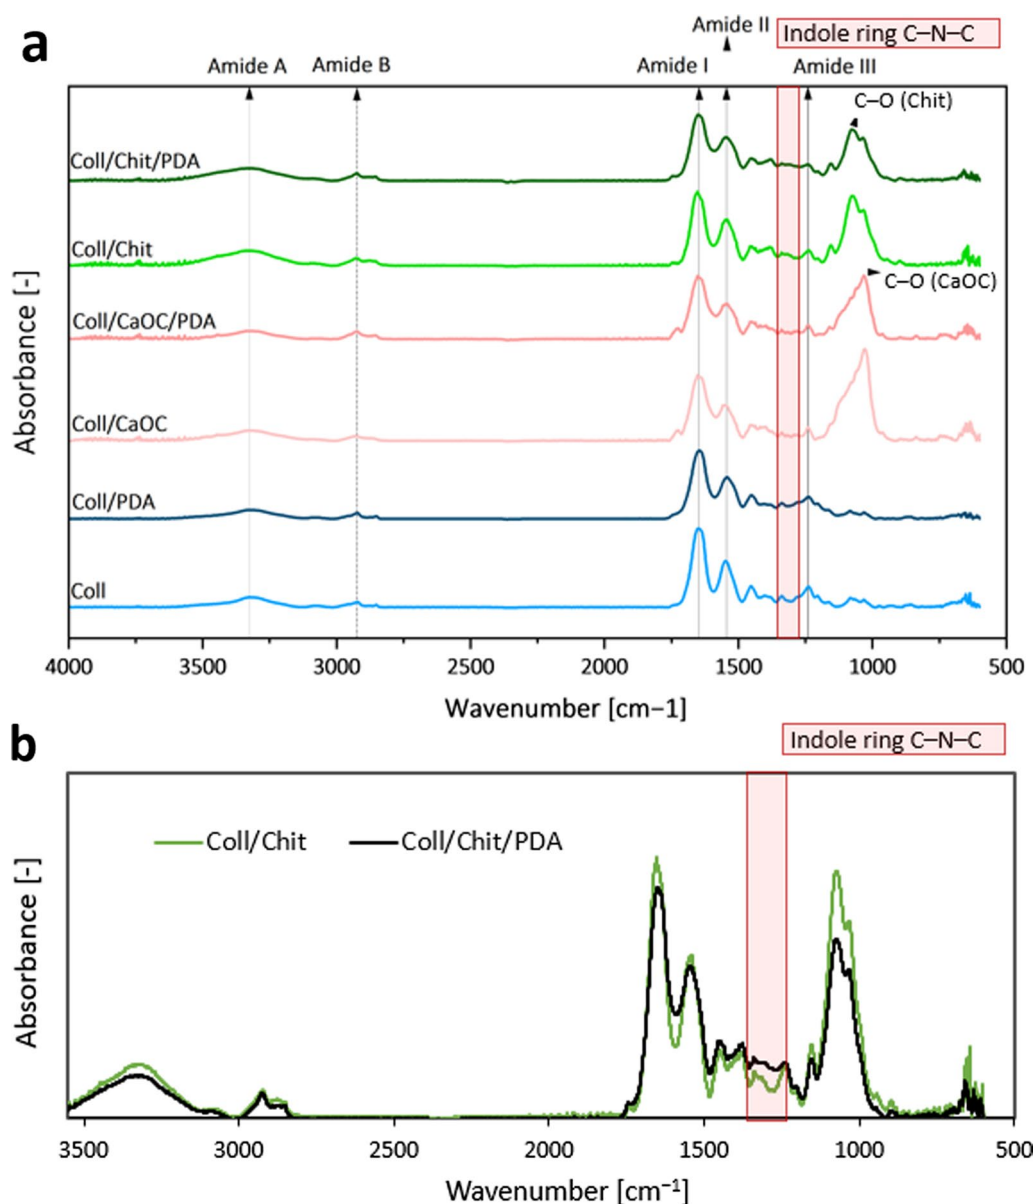 a
Amide II
Indole ring C–N–C
Amide A
Amide B
Amide I
Amide III
C–O (Chit)
Coll/Chit/PDA
Coll/Chit
C–O (CaOC)
Coll/CaOC/PDA
Coll/CaOC
Coll/PDA
Coll
Absorbance [-]
4000 3500 3000 2500 2000 1500 1000 500
Wavenumber [cm−1]
b
Indole ring C–N–C
Coll/Chit Coll/Chit/PDA
Absorbance [-]
3500 3000 2500 2000 1500 1000 500
Wavenumber [cm⁻¹]